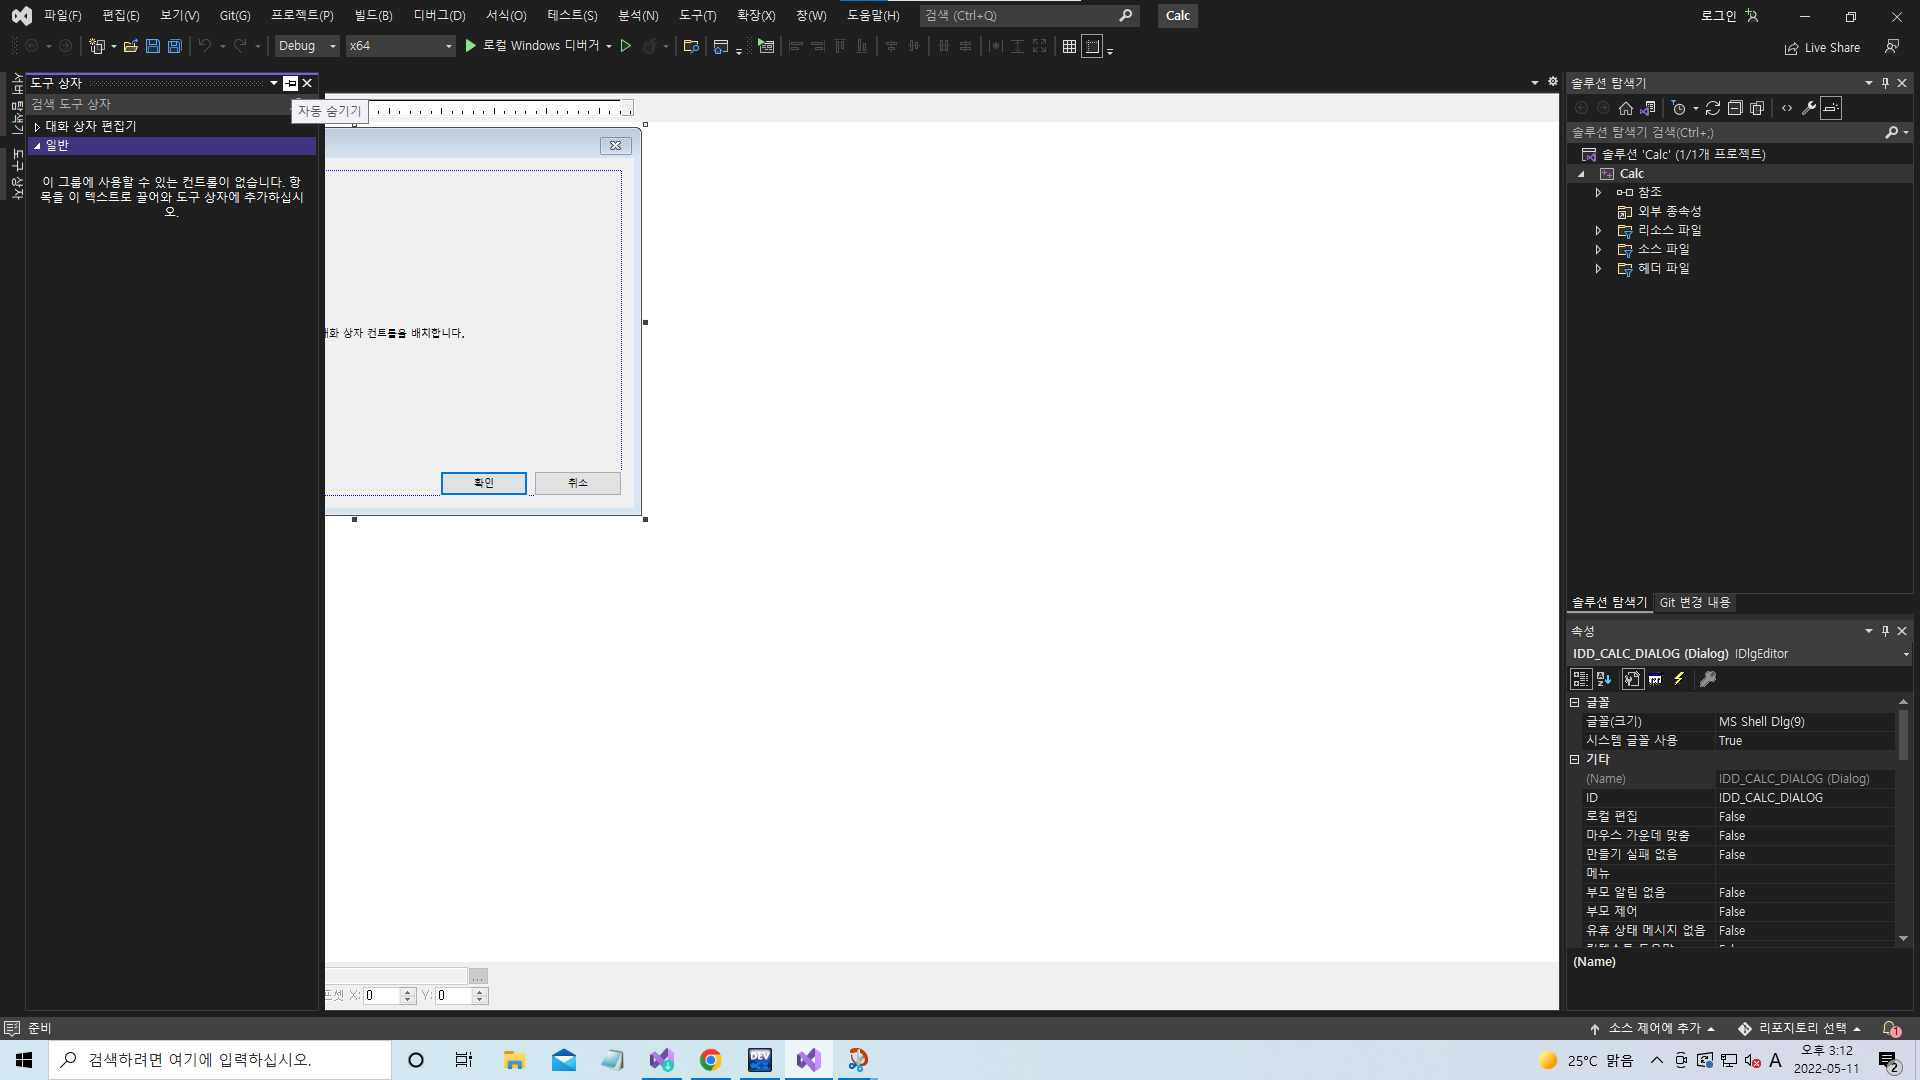 파일(F) 편집(E) 보기(V) Git(G) 프로젝트(P) 빌드(B) 디버그(D) 서식(O) 테스트(S) 분석(N) 도구(T) 확장(X) 창(W) 도움말(H) 검색 (Ctrl+Q) Calc 로그인
Debug x64 로컬 Windows 디버거 Live Share
서버 탐색기
도구 상자
도구 상자
검색 도구 상자
자동 숨기기
대화 상자 편집기
일반
이 그룹에 사용할 수 있는 컨트롤이 없습니다. 항
목을 이 텍스트로 끌어와 도구 상자에 추가하십시
오.
대화 상자 컨트롤을 배치합니다.
확인 취소
X: 0 Y: 0
솔루션 탐색기
솔루션 탐색기 검색(Ctrl+;)
솔루션 'Calc' (1/1개 프로젝트)
Calc
참조
외부 종속성
리소스 파일
소스 파일
헤더 파일
솔루션 탐색기 Git 변경 내용
속성
IDD_CALC_DIALOG (Dialog) IDlgEditor
글꼴
글꼴(크기) MS Shell Dlg(9)
시스템 글꼴 사용 True
기타
(Name) IDD_CALC_DIALOG (Dialog)
ID IDD_CALC_DIALOG
로컬 편집 False
마우스 가운데 맞춤 False
만들기 실패 없음 False
메뉴
부모 알림 없음 False
부모 제어 False
유휴 상태 메시지 없음 False
(Name)
준비 소스 제어에 추가 리포지토리 선택 1
검색하려면 여기에 입력하십시오. DEV 25°C 맑음 A 오후 3:12
2022-05-11 2